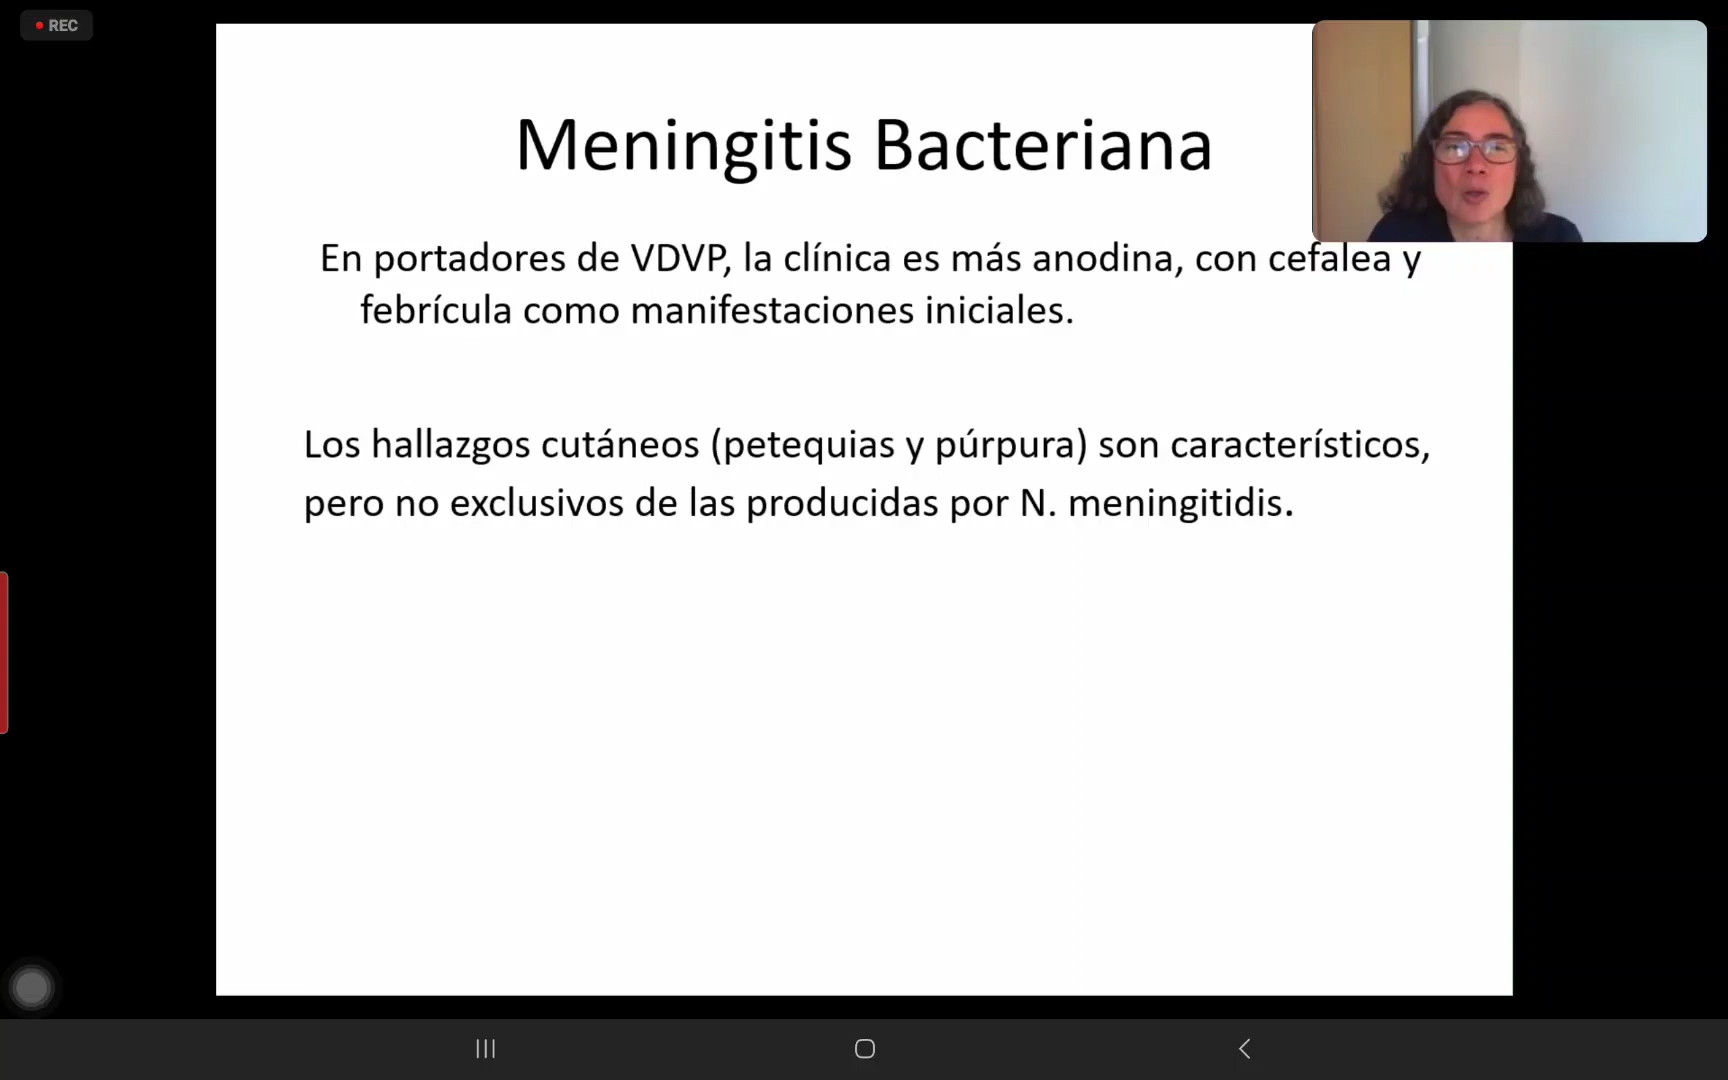 REC
Meningitis Bacteriana
En portadores de VDVP, la clínica es más anodina, con cefalea y
febrícula como manifestaciones iniciales.
Los hallazgos cutáneos (petequias y púrpura) son característicos,
pero no exclusivos de las producidas por N. meningitidis.